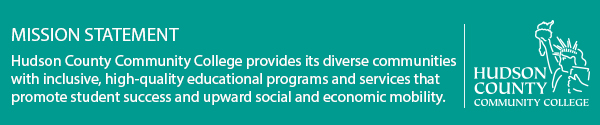 MISSION STATEMENT
Hudson County Community College provides its diverse communities
with inclusive, high-quality educational programs and services that
promote student success and upward social and economic mobility.
HUDSON
COUNTY
COMMUNITY COLLEGE